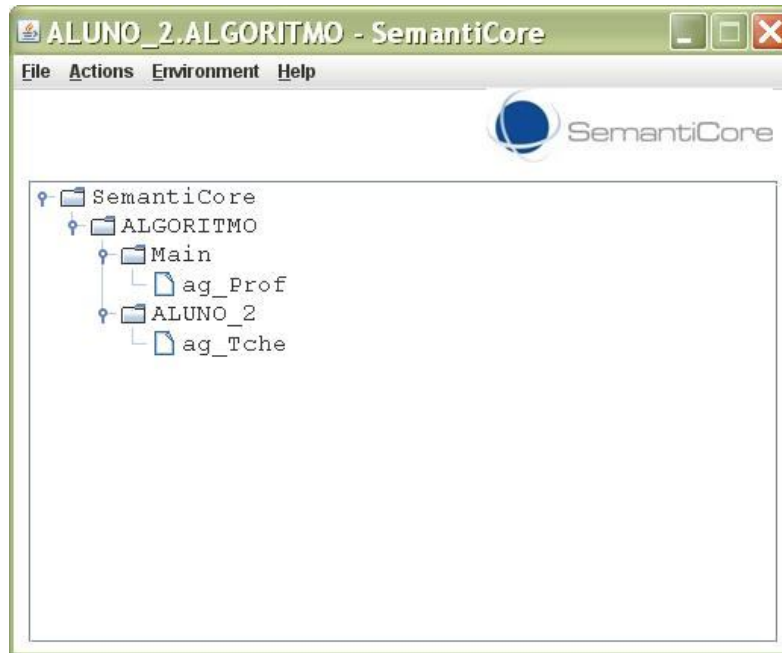 ALUNO_2.ALGORITMO - SemantiCore
File Actions Environment Help
SemantiCore
SemantiCore
ALGORITMO
Main
ag_Prof
ALUNO_2
ag_Tche